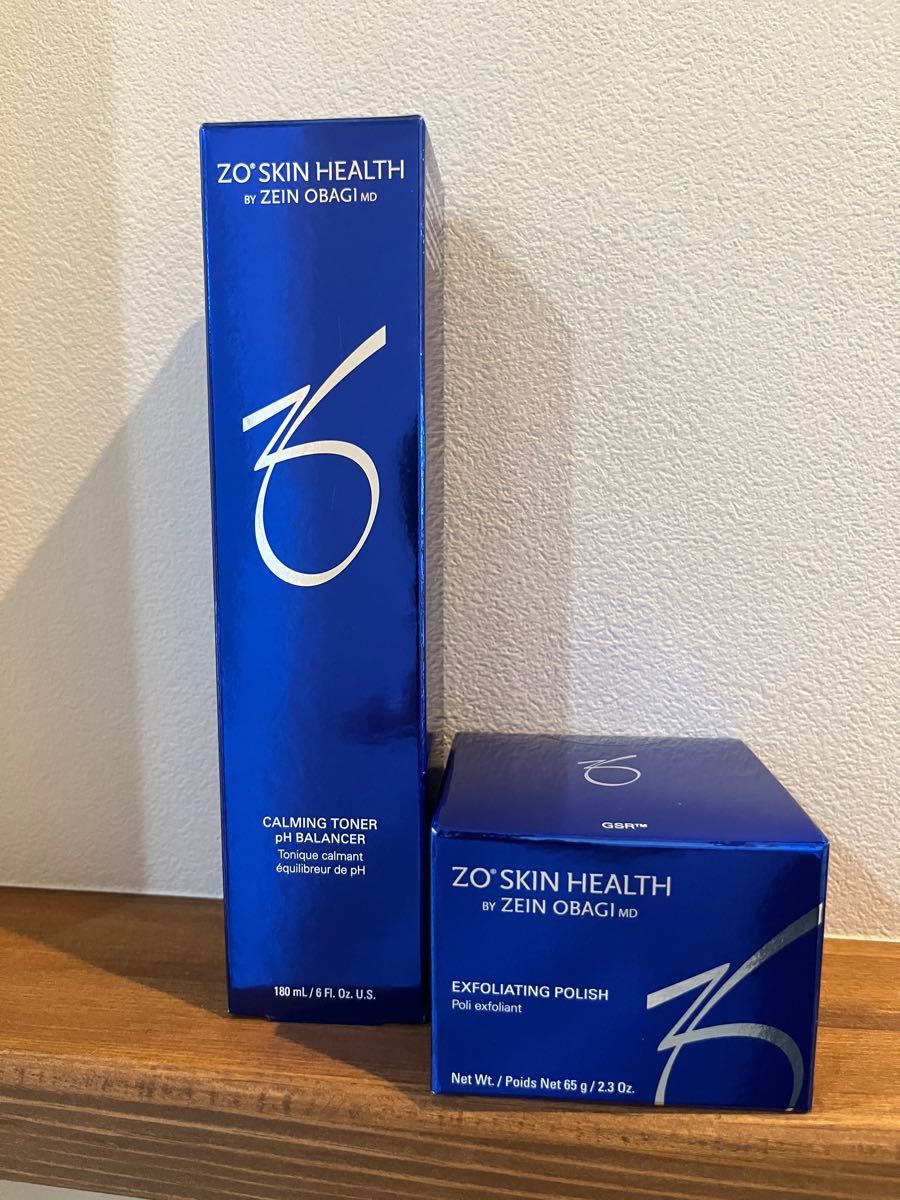 ZO® SKIN HEALTH
BY ZEIN OBAGI MD
CALMING TONER
pH BALANCER
Tonique calmant
équilibreur de pH
180 mL / 6 Fl. Oz. U.S.
GSR™
ZO® SKIN HEALTH
BY ZEIN OBAGI MD
EXFOLIATING POLISH
Poli exfoliant
Net Wt. / Poids Net 65 g / 2.3 Oz.